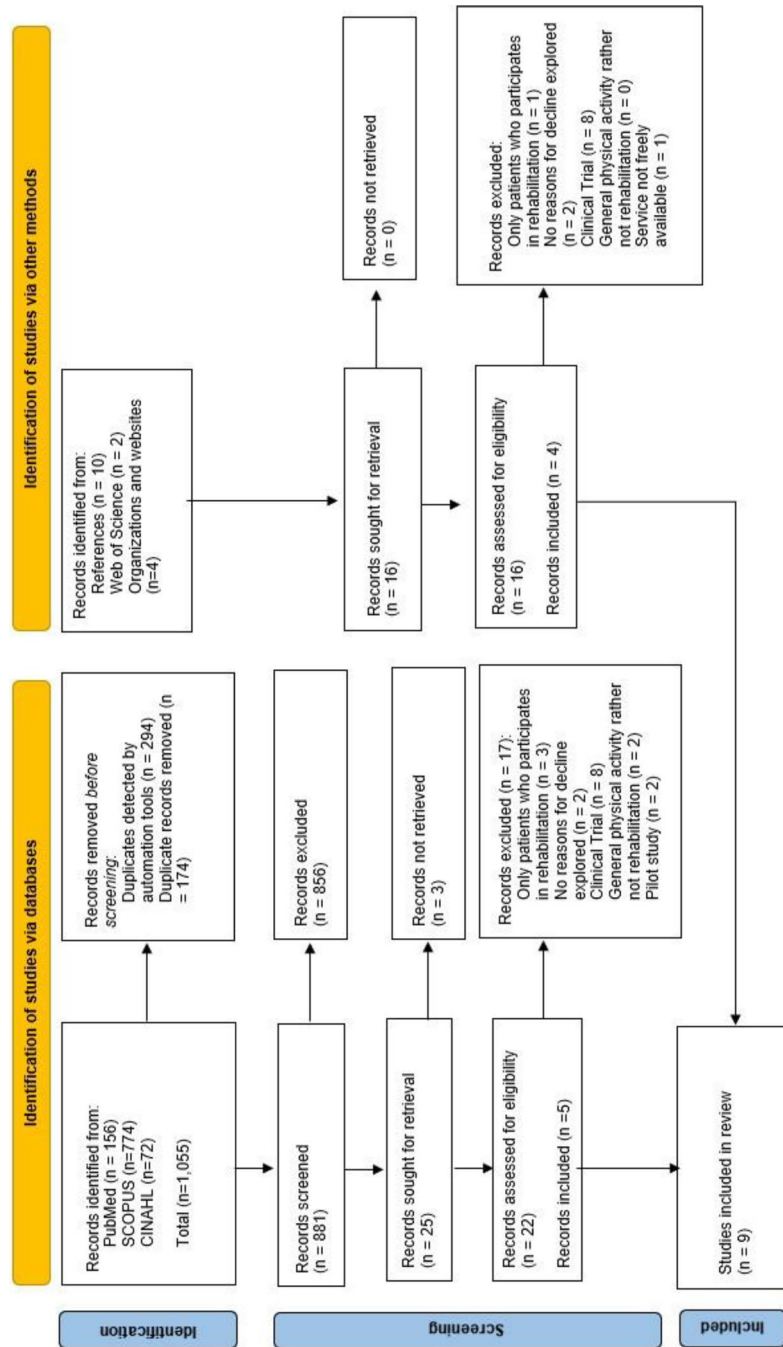 Identification of studies via databases
Identification of studies via other methods
Identification
Records identified from:
PubMed (n = 156)
SCOPUS (n=774)
CINAHL (n=72)
Total (n=1,055)
Records removed before
screening:
Duplicates detected by
automation tools (n = 294)
Duplicate records removed (n
= 174)
Records identified from:
References (n = 10)
Web of Science (n = 2)
Organizations and websites
(n=4)
Screening
Records screened
(n = 881)
Records excluded
(n = 856)
Records sought for retrieval
(n = 25)
Records not retrieved
(n = 3)
Records sought for retrieval
(n = 16)
Records not retrieved
(n = 0)
Records assessed for eligibility
(n = 22)
Records included (n =5)
Records excluded (n = 17):
Only patients who participates
in rehabilitation (n = 3)
No reasons for decline
explored (n = 2)
Clinical Trial (n = 8)
General physical activity rather
not rehabilitation (n = 2)
Pilot study (n = 2)
Records assessed for eligibility
(n = 16)
Records included (n = 4)
Records excluded:
Only patients who participates
in rehabilitation (n = 1)
No reasons for decline explored
(n = 2)
Clinical Trial (n = 8)
General physical activity rather
not rehabilitation (n = 0)
Service not freely
available (n = 1)
Included
Studies included in review
(n = 9)